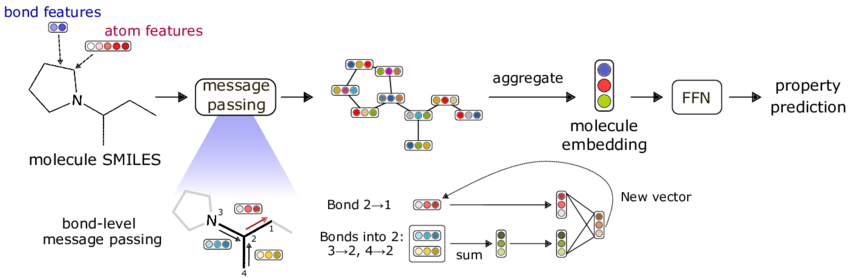 bond features
atom features
N
molecule SMILES
message
passing
aggregate
molecule
embedding
FFN
property
prediction
bond-level
message passing
N
3
1
2
4
Bond 2→1
Bonds into 2:
3→2, 4→2
sum
New vector